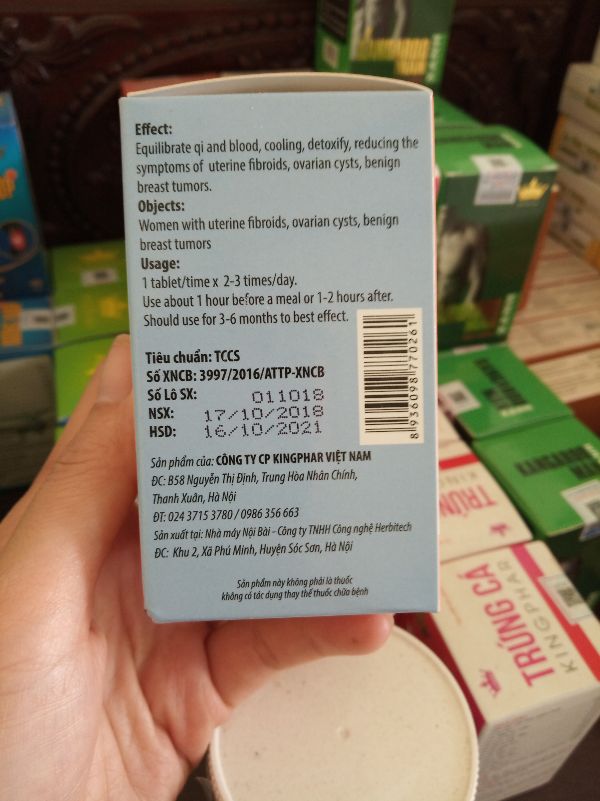 Effect:
Equilibrate qi and blood, cooling, detoxify, reducing the
symptoms of uterine fibroids, ovarian cysts, benign
breast tumors.
Objects:
Women with uterine fibroids, ovarian cysts, benign
breast tumors
Usage:
1 tablet/time x 2-3 times/day.
Use about 1 hour before a meal or 1-2 hours after.
Should use for 3-6 months to best effect.
Tiêu chuẩn: TCCS
Số XNCB: 3997/2016/ATTP-XNCB
Số Lô SX: 011018
NSX: 17/10/2018
HSD: 16/10/2021
8936098770261
Sản phẩm của: CÔNG TY CP KINGPHAR VIỆT NAM
ĐC: B58 Nguyễn Thị Định, Trung Hòa Nhân Chính,
Thanh Xuân, Hà Nội
ĐT: 024 3715 3780 / 0986 356 663
Sản xuất tại: Nhà máy Nội Bài - Công ty TNHH Công nghệ Herbitech
ĐC: Khu 2, Xã Phú Minh, Huyện Sóc Sơn, Hà Nội
Sản phẩm này không phải là thuốc
không có tác dụng thay thế thuốc chữa bệnh
TRỨNG CÁ
KINGPHAR
TRỨNG
KING